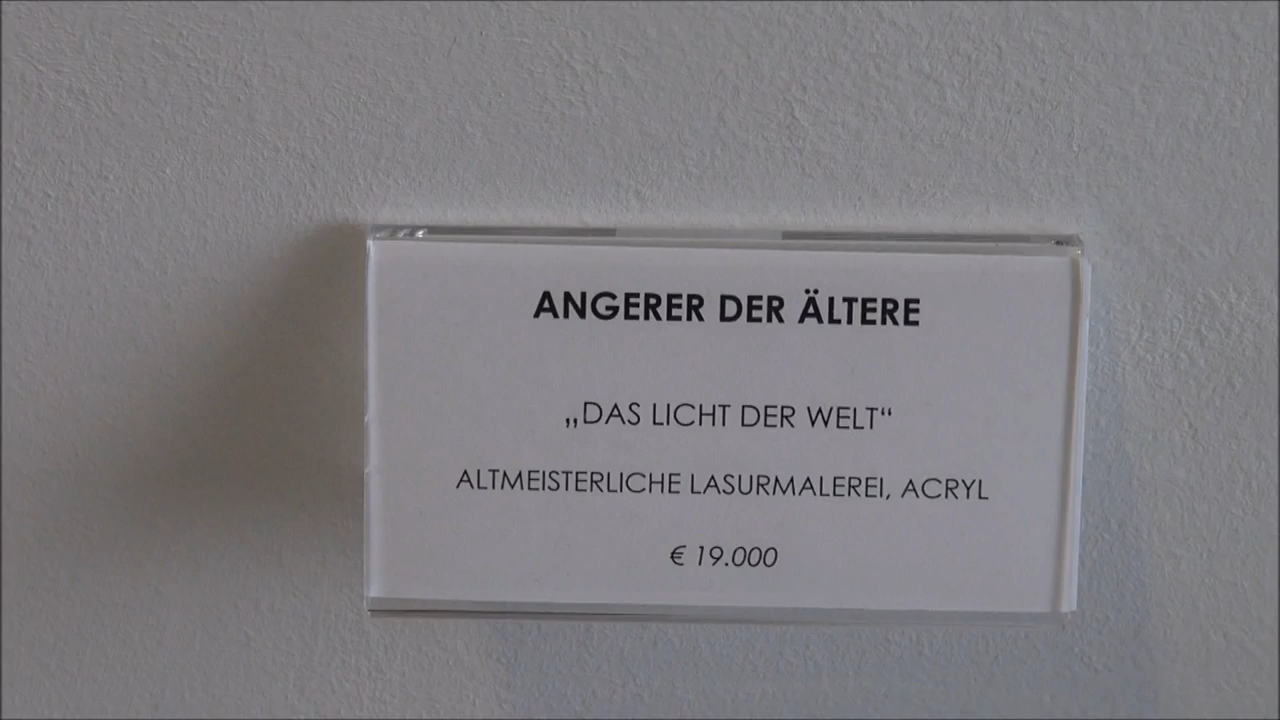 ANGERER DER ÄLTERE
„DAS LICHT DER WELT“
ALTMEISTERLICHE LASURMALEREI, ACRYL
€ 19.000